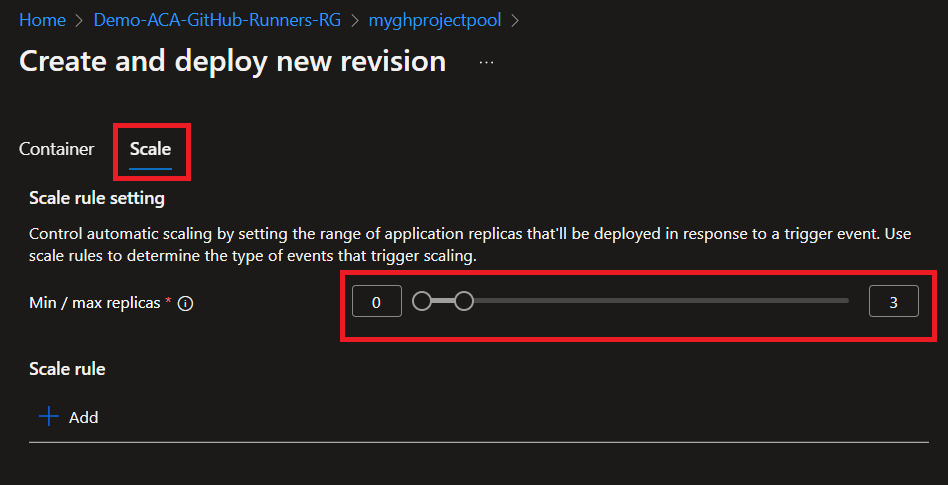 Home > Demo-ACA-GitHub-Runners-RG > myghprojectpool >
Create and deploy new revision ...
Container Scale
Scale rule setting
Control automatic scaling by setting the range of application replicas that'll be deployed in response to a trigger event. Use
scale rules to determine the type of events that trigger scaling.
Min / max replicas * 0 3
Scale rule
+ Add